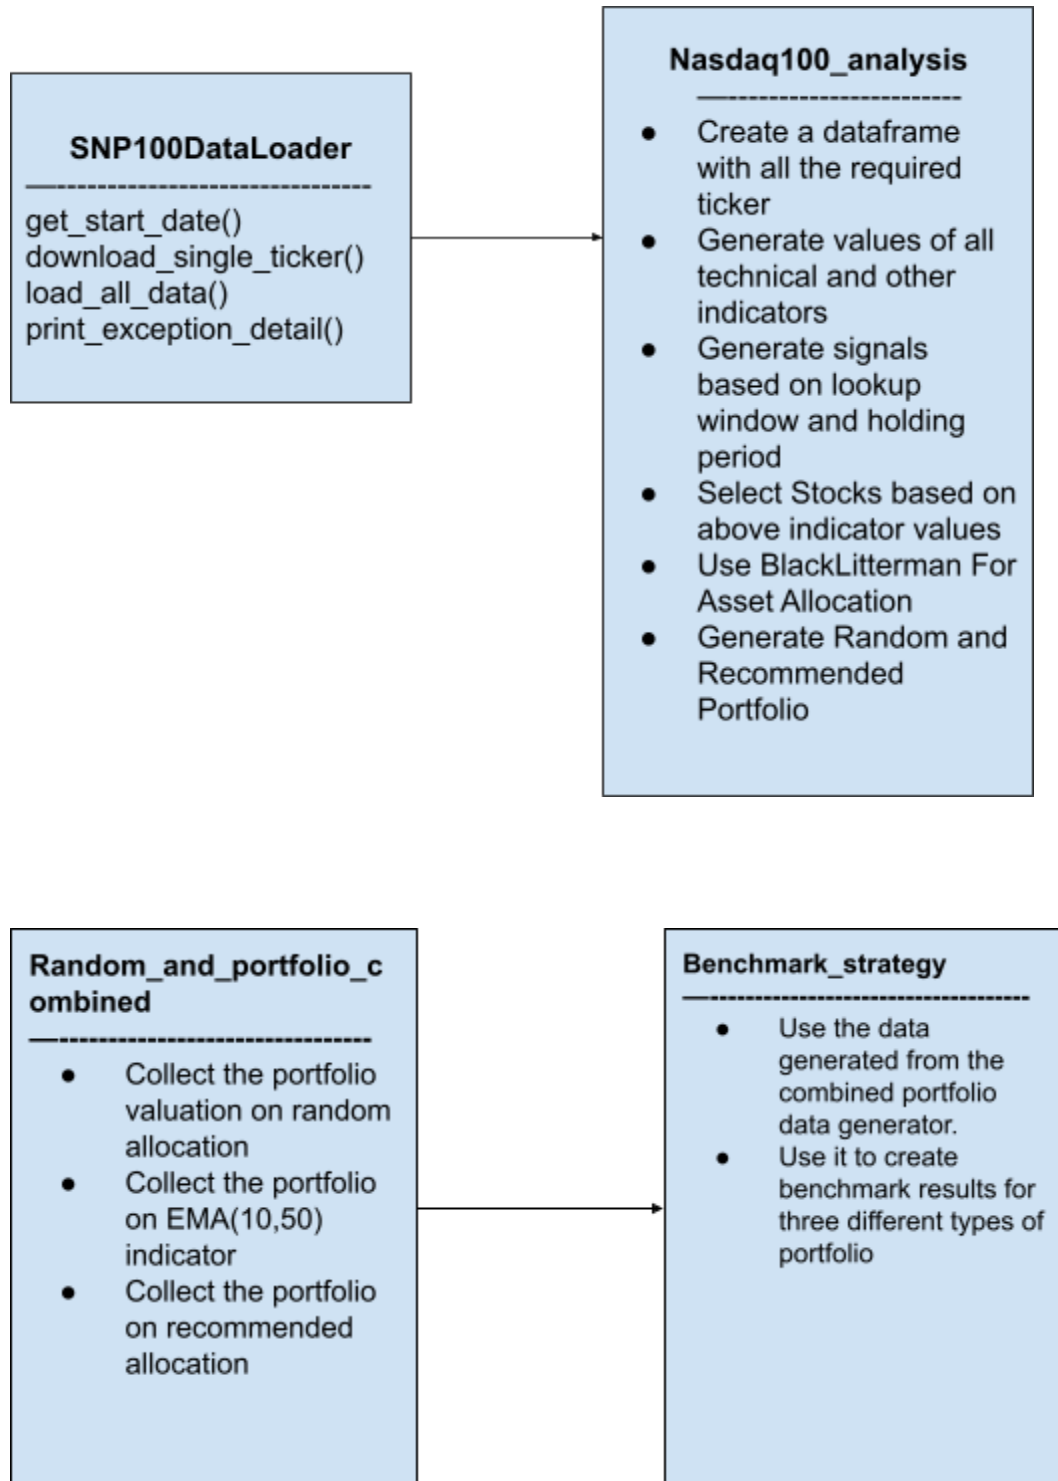 SNP100DataLoader
—--------------------------------
get_start_date()
download_single_ticker()
load_all_data()
print_exception_detail()
Nasdaq100_analysis
—-----------------------
● Create a dataframe
with all the required
ticker
● Generate values of all
technical and other
indicators
● Generate signals
based on lookup
window and holding
period
● Select Stocks based on
above indicator values
● Use BlackLitterman For
Asset Allocation
● Generate Random and
Recommended
Portfolio
Random_and_portfolio_c
ombined
—--------------------------------
● Collect the portfolio
valuation on random
allocation
● Collect the portfolio
on EMA(10,50)
indicator
● Collect the portfolio
on recommended
allocation
Benchmark_strategy
—-----------------------------------
● Use the data
generated from the
combined portfolio
data generator.
● Use it to create
benchmark results for
three different types of
portfolio